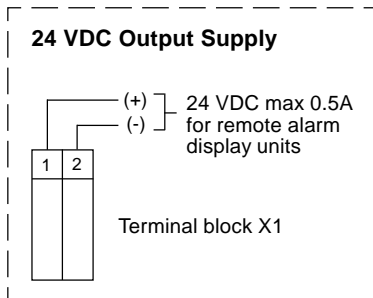 24 VDC Output Supply
(+) 24 VDC max 0.5A
(-) for remote alarm
display units
1 2
Terminal block X1